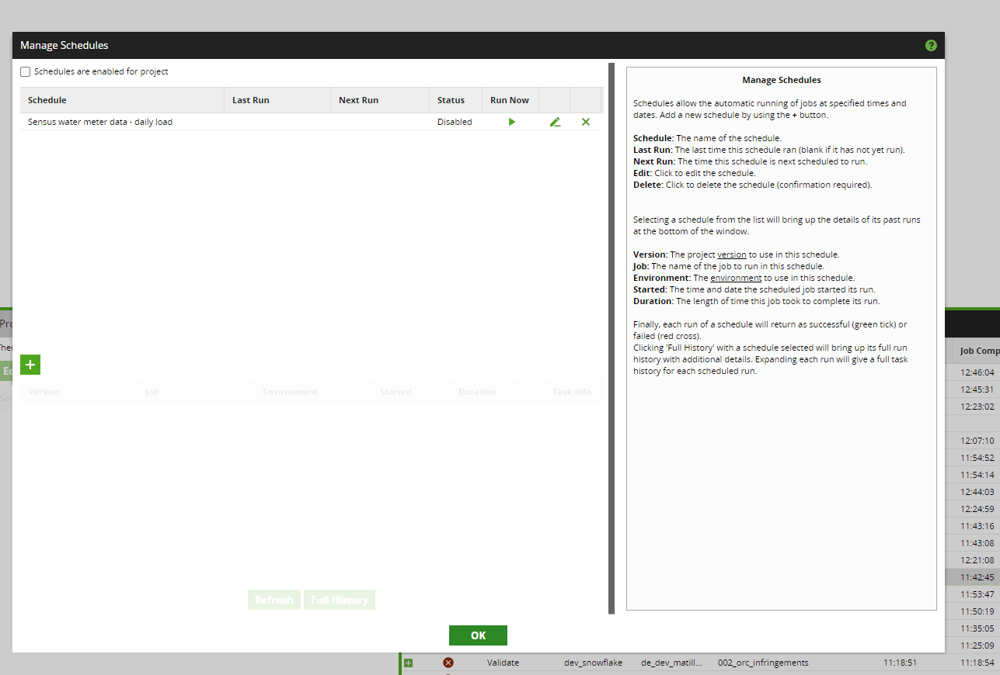 Manage Schedules
?
Schedules are enabled for project
Schedule Last Run Next Run Status Run Now
Sensus water meter data - daily load Disabled
+
Version Job Environment Started Duration Task Info
Refresh Full History
OK
Manage Schedules
Schedules allow the automatic running of jobs at specified times and
dates. Add a new schedule by using the + button.
Schedule: The name of the schedule.
Last Run: The last time this schedule ran (blank if it has not yet run).
Next Run: The time this schedule is next scheduled to run.
Edit: Click to edit the schedule.
Delete: Click to delete the schedule (confirmation required).
Selecting a schedule from the list will bring up the details of its past runs
at the bottom of the window.
Version: The project version to use in this schedule.
Job: The name of the job to run in this schedule.
Environment: The environment to use in this schedule.
Started: The time and date the scheduled job started its run.
Duration: The length of time this job took to complete its run.
Finally, each run of a schedule will return as successful (green tick) or
failed (red cross).
Clicking 'Full History' with a schedule selected will bring up its full run
history with additional details. Expanding each run will give a full task
history for each scheduled run.
Job Comp
12:46:04
12:45:31
12:23:02
12:07:10
11:54:52
11:54:14
12:44:03
12:24:59
11:43:16
11:43:08
12:21:08
11:42:45
11:53:47
11:50:19
11:35:05
11:25:09
Validate dev_snowflake de_dev_matill... 002_orc_infringements 11:18:51 11:18:54